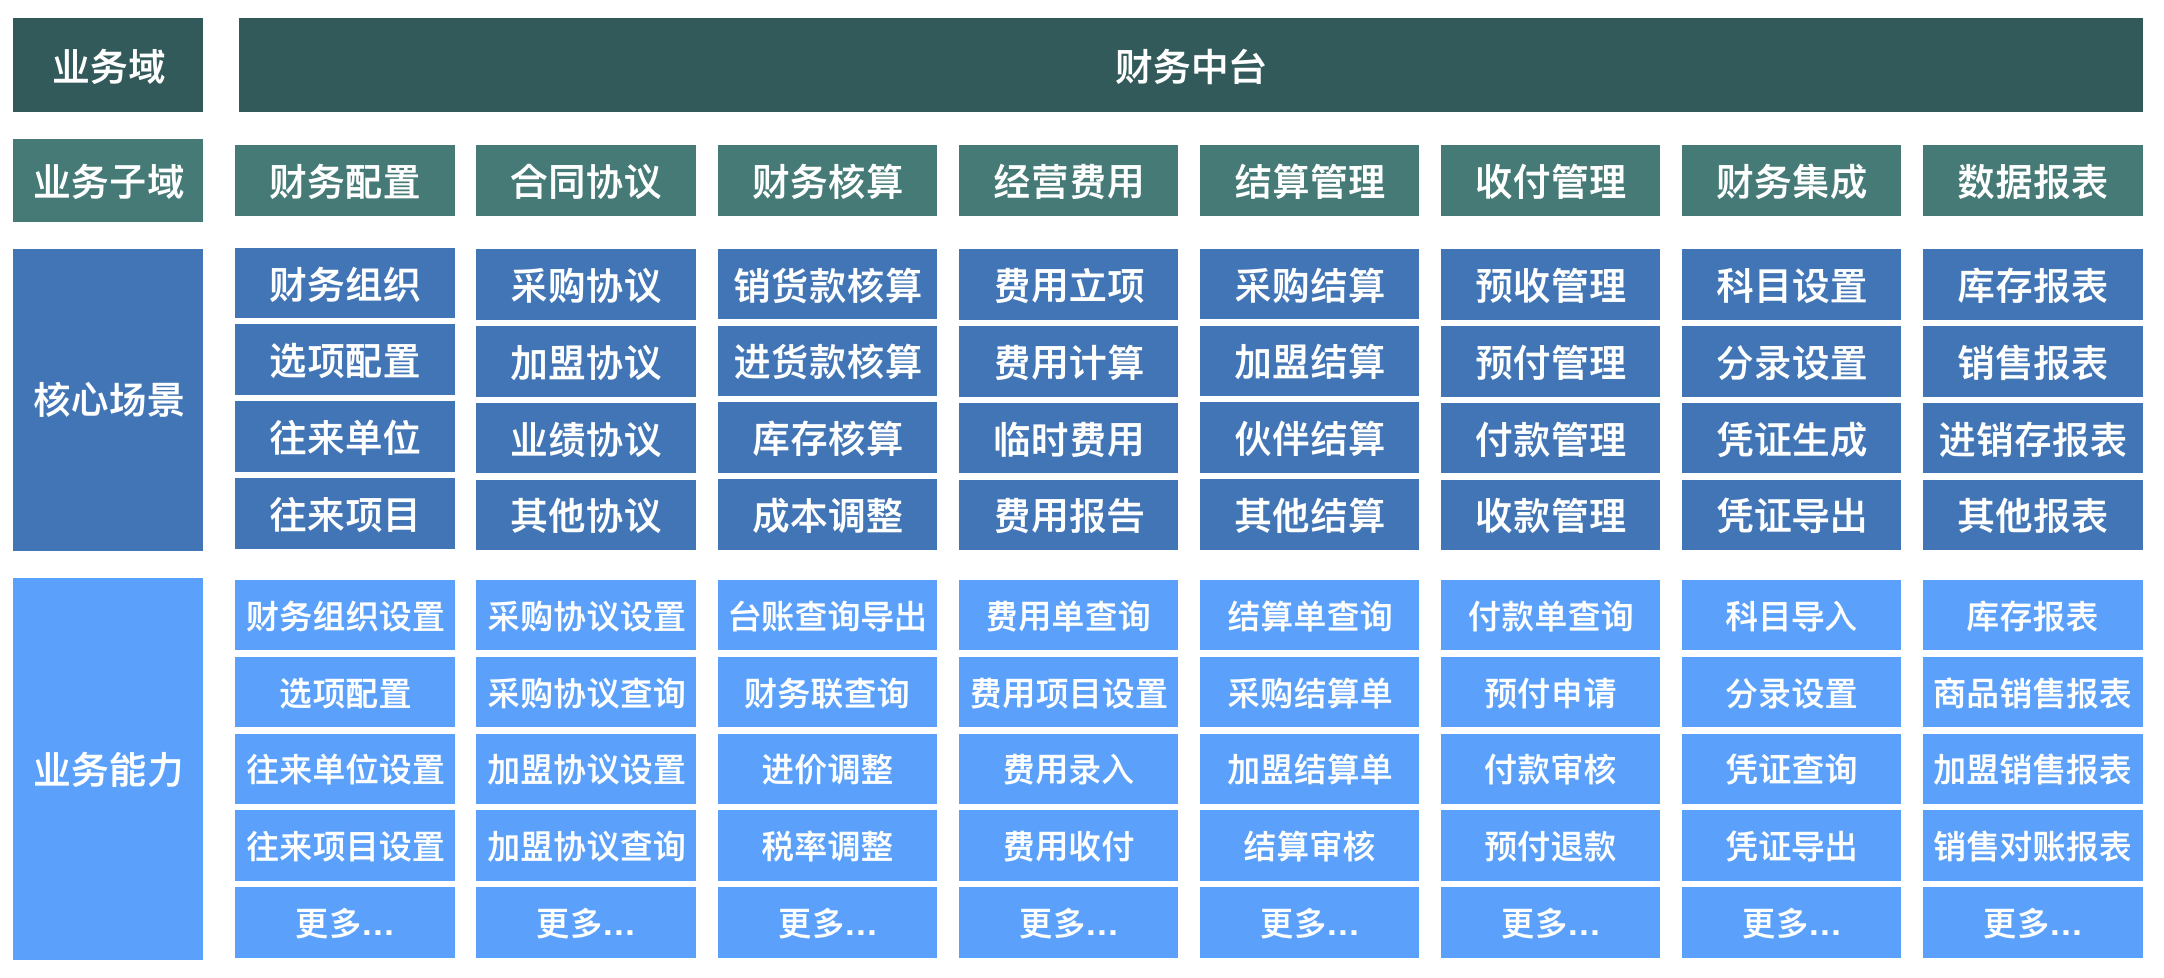 业务域
财务中台
业务子域
财务配置
合同协议
财务核算
经营费用
结算管理
收付管理
财务集成
数据报表
核心场景
财务组织
采购协议
销货款核算
费用立项
采购结算
预收管理
科目设置
库存报表
选项配置
加盟协议
进货款核算
费用计算
加盟结算
预付管理
分录设置
销售报表
往来单位
业绩协议
库存核算
临时费用
伙伴结算
付款管理
凭证生成
进销存报表
往来项目
其他协议
成本调整
费用报告
其他结算
收款管理
凭证导出
其他报表
业务能力
财务组织设置
采购协议设置
台账查询导出
费用单查询
结算单查询
付款单查询
科目导入
库存报表
选项配置
采购协议查询
财务联查询
费用项目设置
采购结算单
预付申请
分录设置
商品销售报表
往来单位设置
加盟协议设置
进价调整
费用录入
加盟结算单
付款审核
凭证查询
加盟销售报表
往来项目设置
加盟协议查询
税率调整
费用收付
结算审核
预付退款
凭证导出
销售对账报表
更多...
更多...
更多...
更多...
更多...
更多...
更多...
更多...